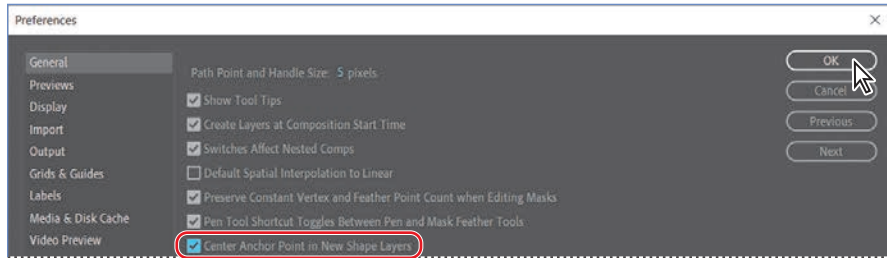 Preferences
General
Previews
Display
Import
Output
Grids & Guides
Labels
Media & Disk Cache
Video Preview
Path Point and Handle Size: 5 pixels
Show Tool Tips
Create Layers at Composition Start Time
Switches Affect Nested Comps
Default Spatial Interpolation to Linear
Preserve Constant Vertex and Feather Point Count when Editing Masks
Pen Tool Shortcut Toggles Between Pen and Mask Feather Tools
Center Anchor Point in New Shape Layers
OK
Cancel
Previous
Next